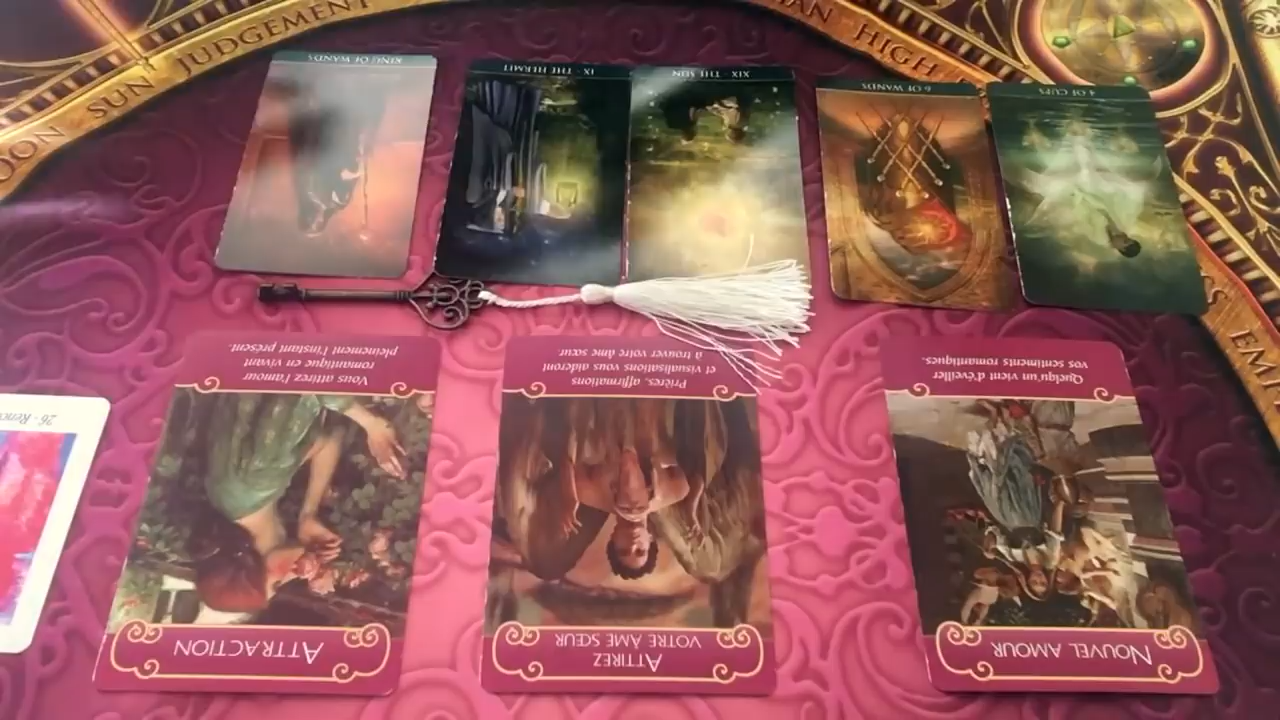 SUN JUDGEMENT
HIGH
KING OF WANDS
IX - THE HERMIT
XIX - THE SUN
6 OF WANDS
4 OF CUPS
Vous attirez l'amour
romantique en vivant
pleinement l'instant présent.
ATTRACTION
Prières, affirmations
et visualisations vous aideront
à trouver votre âme sœur.
ATTIREZ
VOTRE ÂME SŒUR
Quelqu'un vient d'éveiller
vos sentiments romantiques.
NOUVEL AMOUR